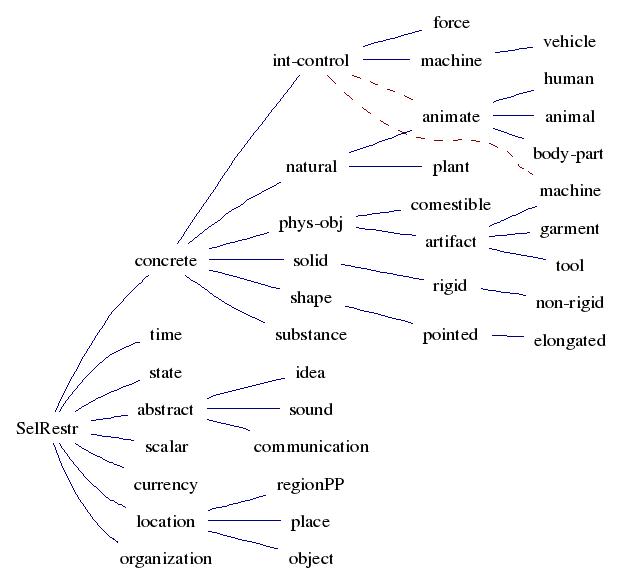 force
vehicle
int-control
machine
human
animate
animal
body-part
natural
plant
machine
comestible
phys-obj
garment
artifact
concrete
solid
tool
rigid
shape
non-rigid
time
substance
pointed
elongated
state
idea
abstract
sound
SelRestr
scalar
communication
currency
regionPP
location
place
organization
object